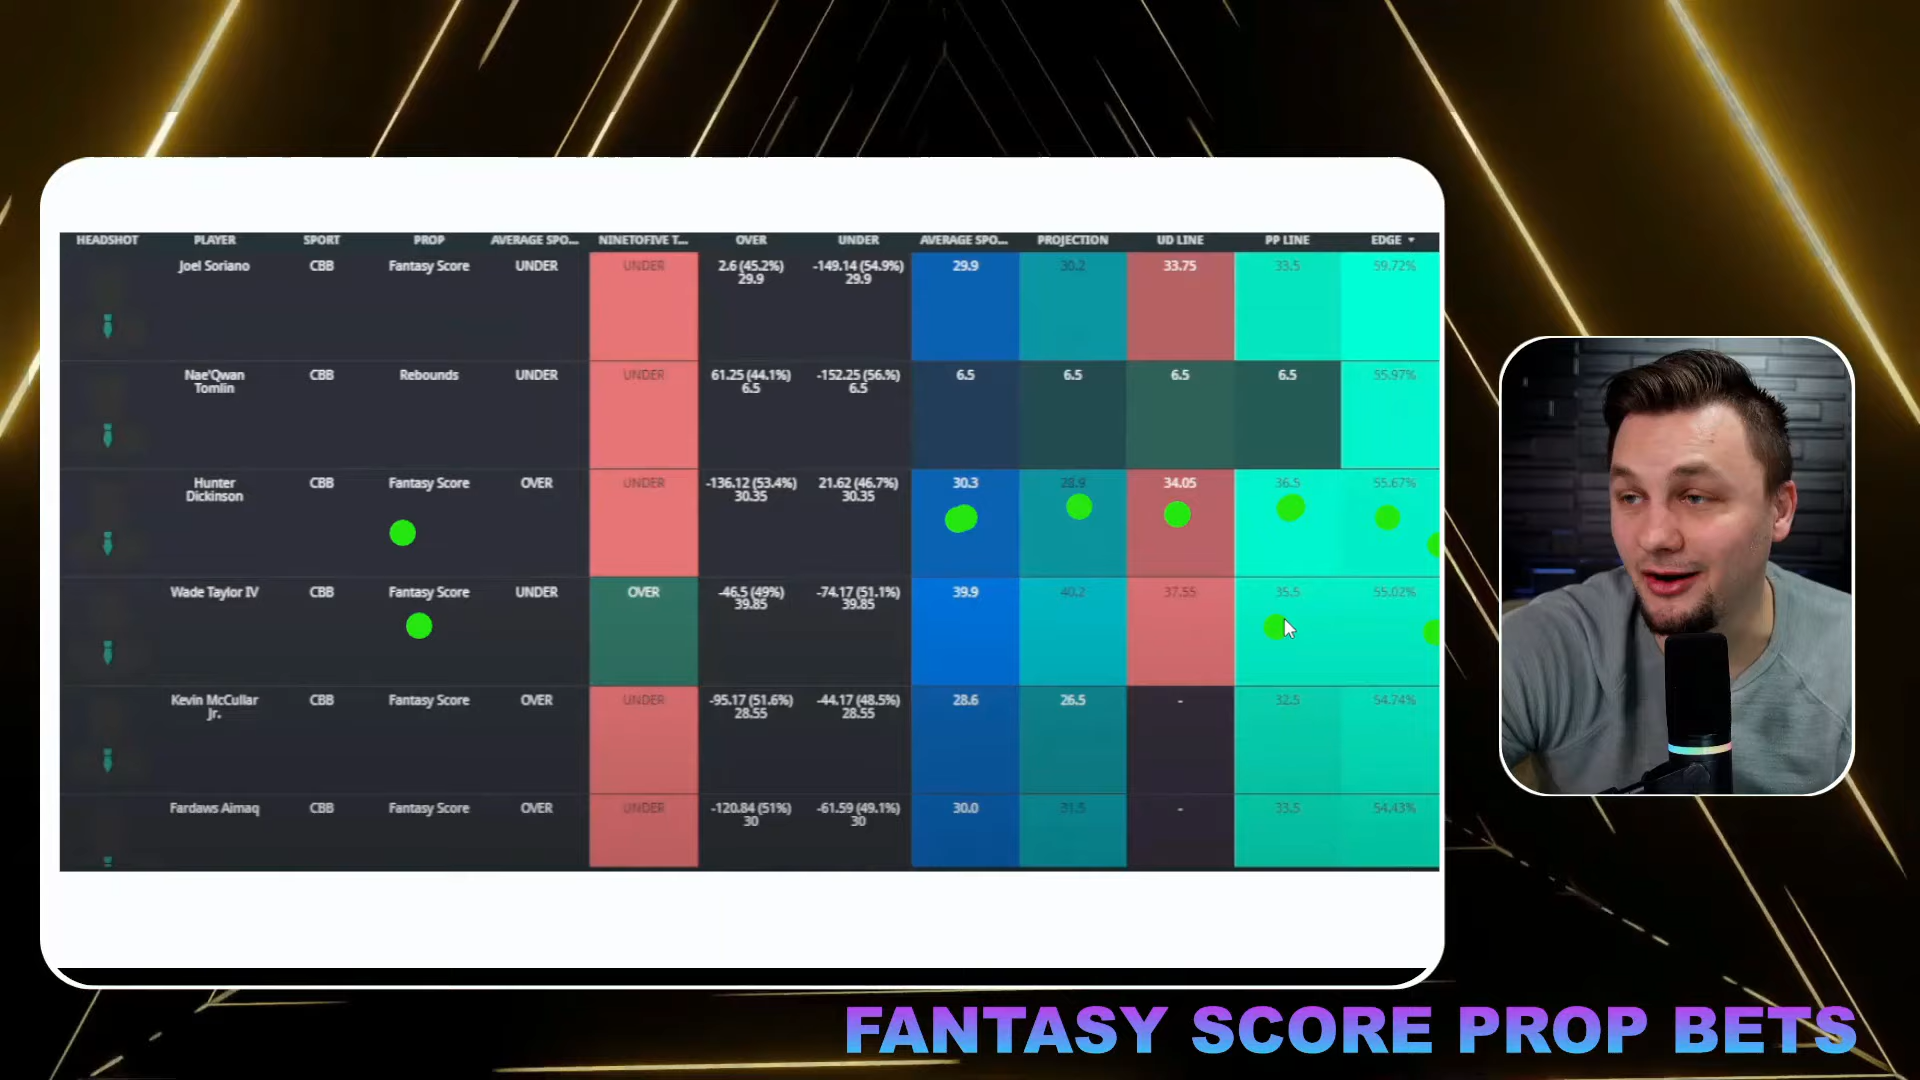 HEADSHOT PLAYER SPORT PROP AVERAGE SPO... NINETOFIVE T... OVER UNDER AVERAGE SPO... PROJECTION UD LINE PP LINE EDGE
Joel Soriano CBB Fantasy Score UNDER UNDER 2.6 (45.2%) -149.14 (54.9%) 29.9 30.2 33.75 33.5 59.72%
29.9 29.9
Nae'Qwan CBB Rebounds UNDER UNDER 61.25 (44.1%) -152.25 (56.%) 6.5 6.5 6.5 6.5 55.97%
Tomlin 6.5 6.5
Hunter CBB Fantasy Score OVER UNDER -136.12 (53.4%) 21.62 (46.7%) 30.3 28.9 34.05 36.5 55.67%
Dickinson 30.35 30.35
Wade Taylor IV CBB Fantasy Score UNDER OVER -46.5 (49%) -74.17 (51.1%) 39.9 40.2 37.55 35.5 55.02%
39.85 39.85
Kevin McCullar CBB Fantasy Score OVER UNDER -95.17 (51.6%) -44.17 (48.5%) 28.6 26.5 - 32.5 54.74%
Jr. 28.55 28.55
Fardaws Aimaq CBB Fantasy Score OVER UNDER -120.84 (51%) -61.59 (49.1%) 30.0 31.5 - 33.5 54.43%
30 30
FANTASY SCORE PROP BETS